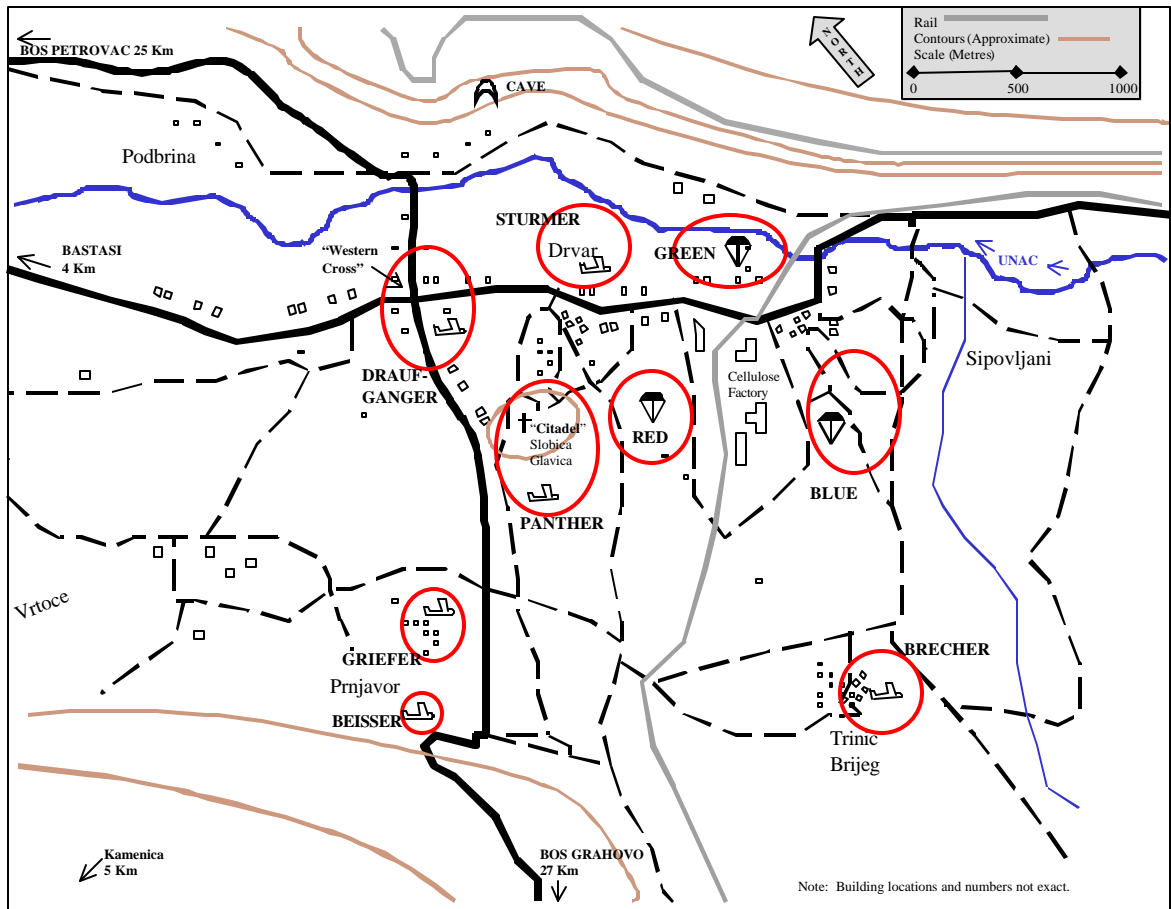 BOS PETROVAC 25 Km
NORTH
Rail
Contours (Approximate)
Scale (Metres)
0 500 1000
CAVE
Podbrina
STURMER
Drvar
GREEN
BASTASI
4 Km
"Western
Cross"
UNAC
Sipovljani
DRAUF-
GANGER
Cellulose
Factory
"Citadel"
Slobica
Glavica
RED
BLUE
PANTHER
Vrtoce
GRIEFER
Prnjavor
BEISSER
BRECHER
Trinic
Brijeg
Kamenica
5 Km
BOS GRAHOVO
27 Km
Note: Building locations and numbers not exact.